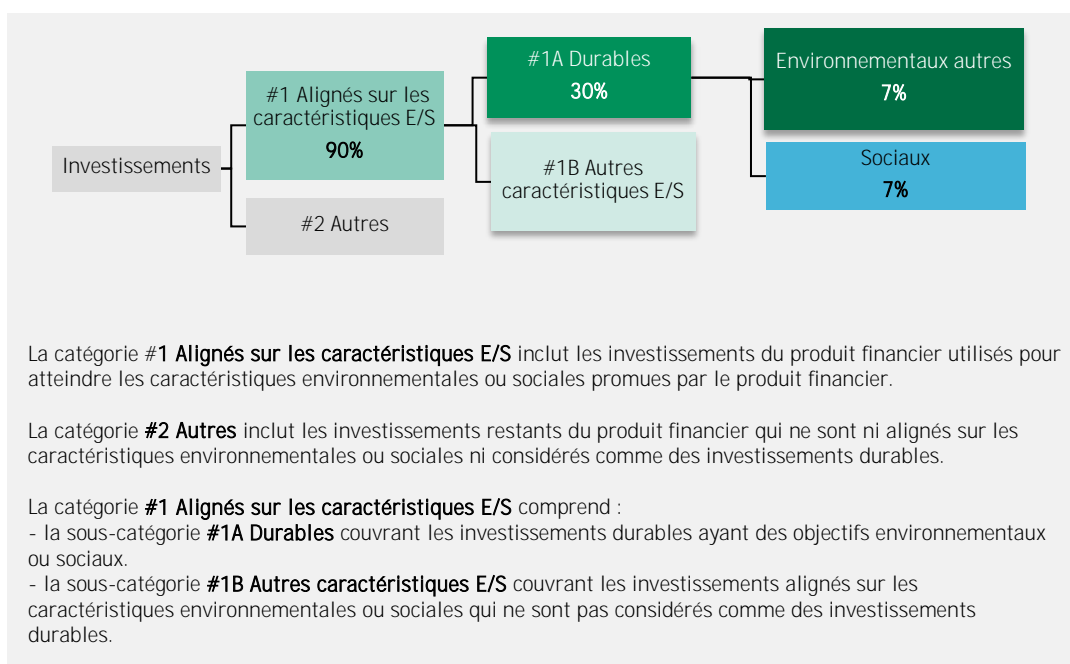 Investissements
#1 Alignés sur les
caractéristiques E/S
90%
#2 Autres
#1A Durables
30%
#1B Autres
caractéristiques E/S
Environnementaux autres
7%
Sociaux
7%
La catégorie #1 Alignés sur les caractéristiques E/S inclut les investissements du produit financier utilisés pour
atteindre les caractéristiques environnementales ou sociales promues par le produit financier.
La catégorie #2 Autres inclut les investissements restants du produit financier qui ne sont ni alignés sur les
caractéristiques environnementales ou sociales ni considérés comme des investissements durables.
La catégorie #1 Alignés sur les caractéristiques E/S comprend :
- la sous-catégorie #1A Durables couvrant les investissements durables ayant des objectifs environnementaux
ou sociaux.
- la sous-catégorie #1B Autres caractéristiques E/S couvrant les investissements alignés sur les
caractéristiques environnementales ou sociales qui ne sont pas considérés comme des investissements
durables.